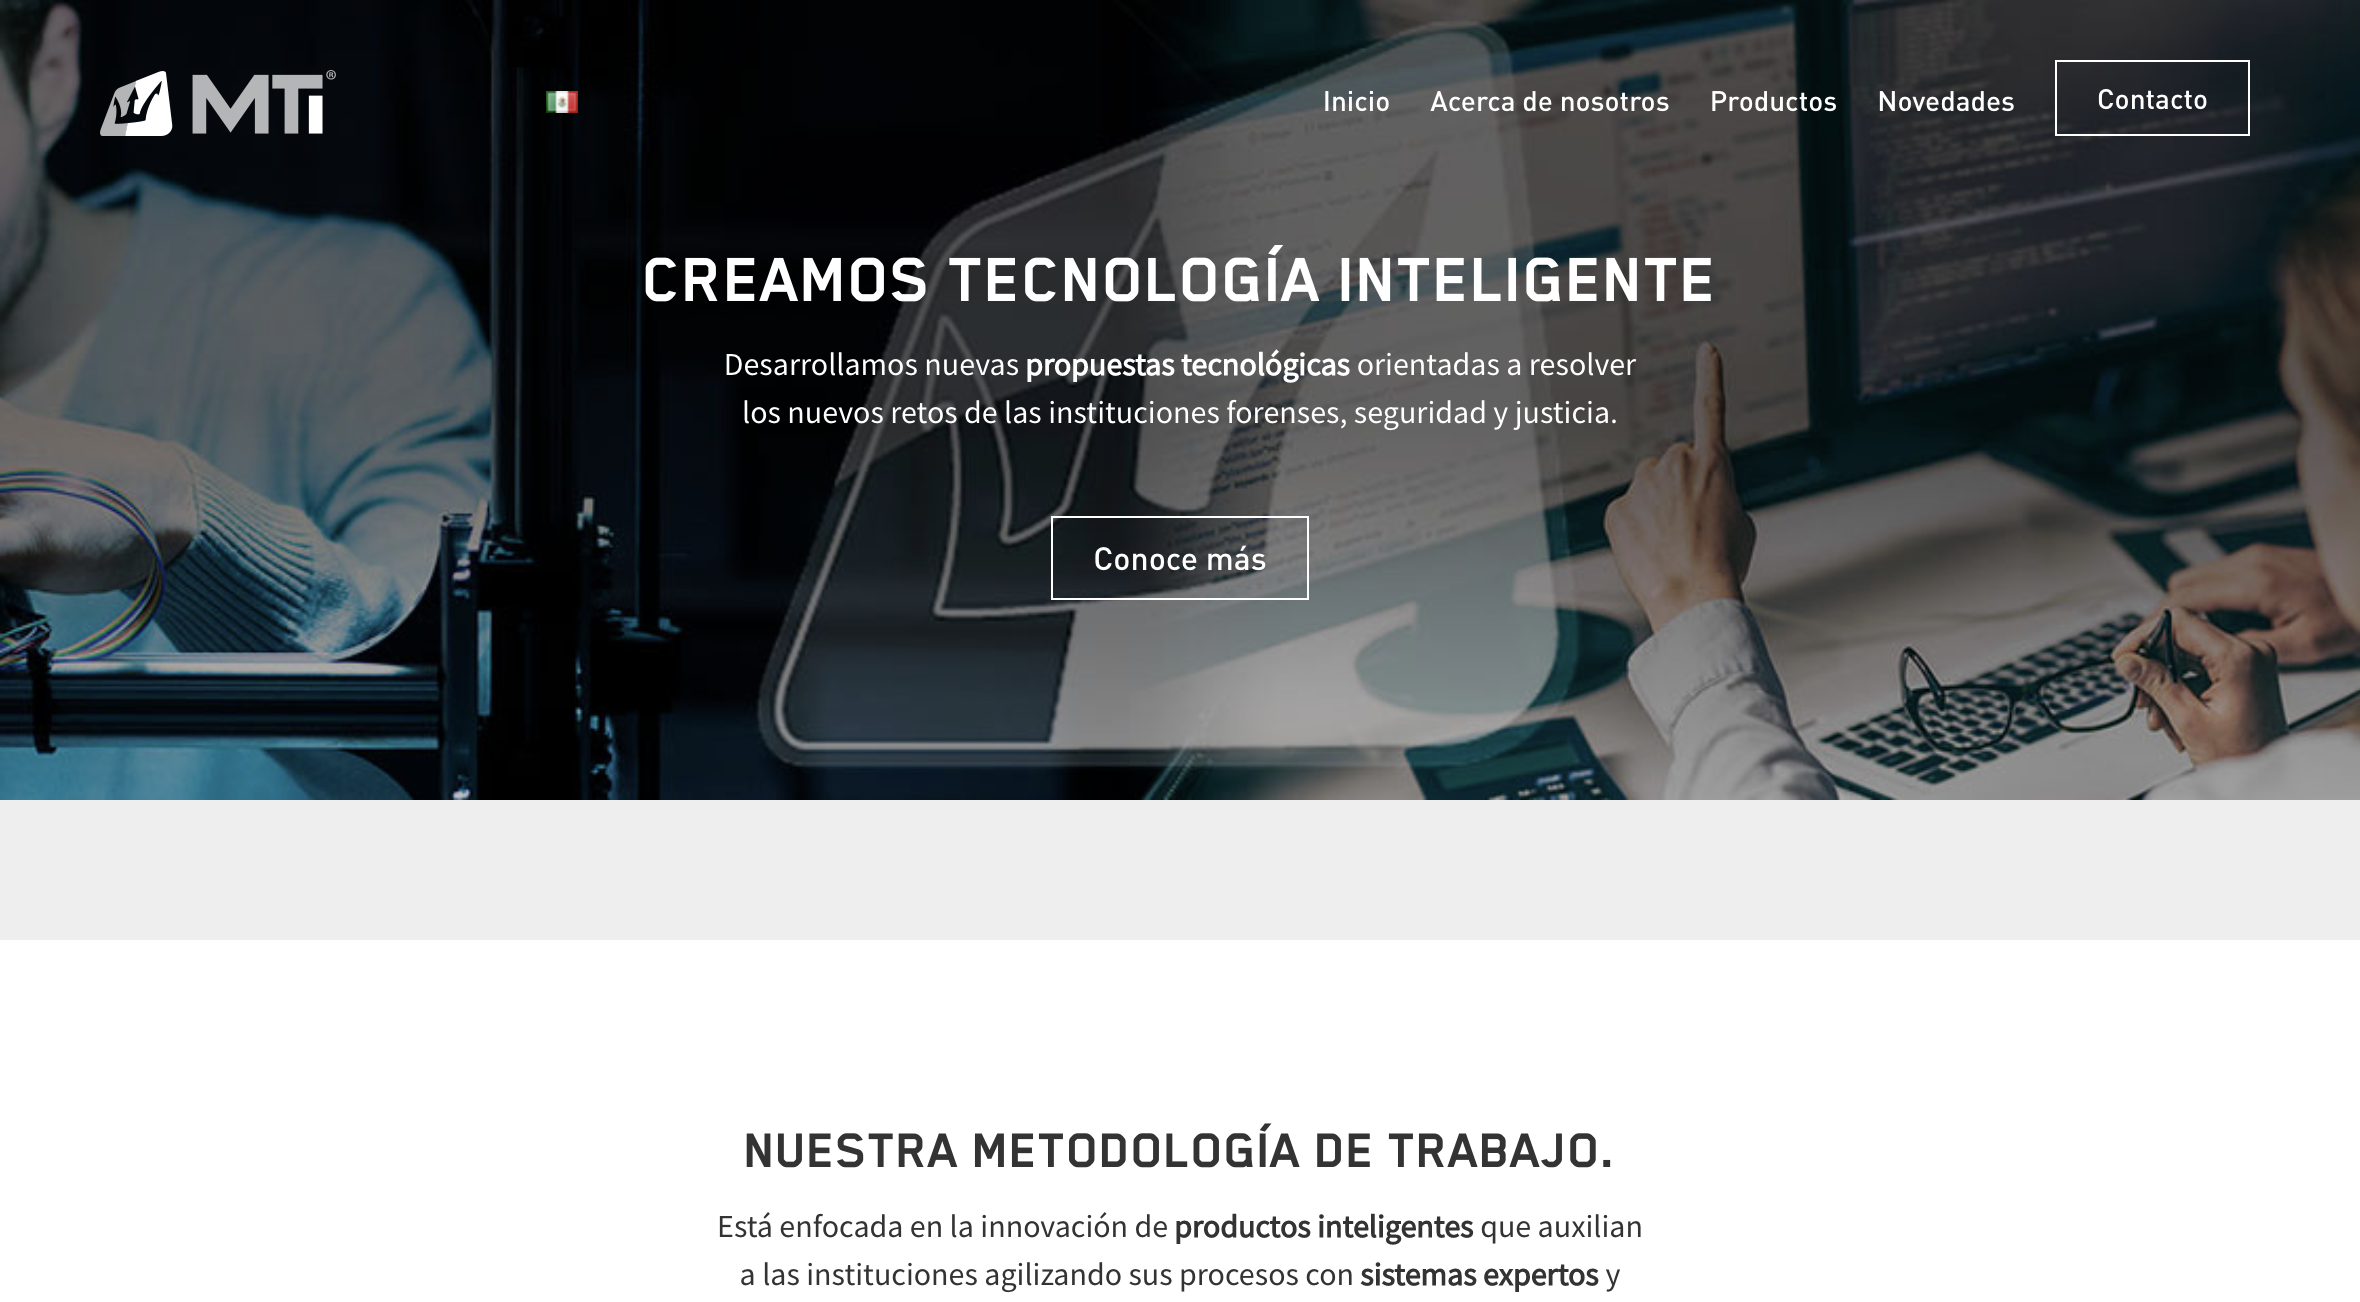 MTi®
Inicio
Acerca de nosotros
Productos
Novedades
Contacto
CREAMOS TECNOLOGÍA INTELIGENTE
Desarrollamos nuevas propuestas tecnológicas orientadas a resolver
los nuevos retos de las instituciones forenses, seguridad y justicia.
Conoce más
NUESTRA METODOLOGÍA DE TRABAJO.
Está enfocada en la innovación de productos inteligentes que auxilian
a las instituciones agilizando sus procesos con sistemas expertos y